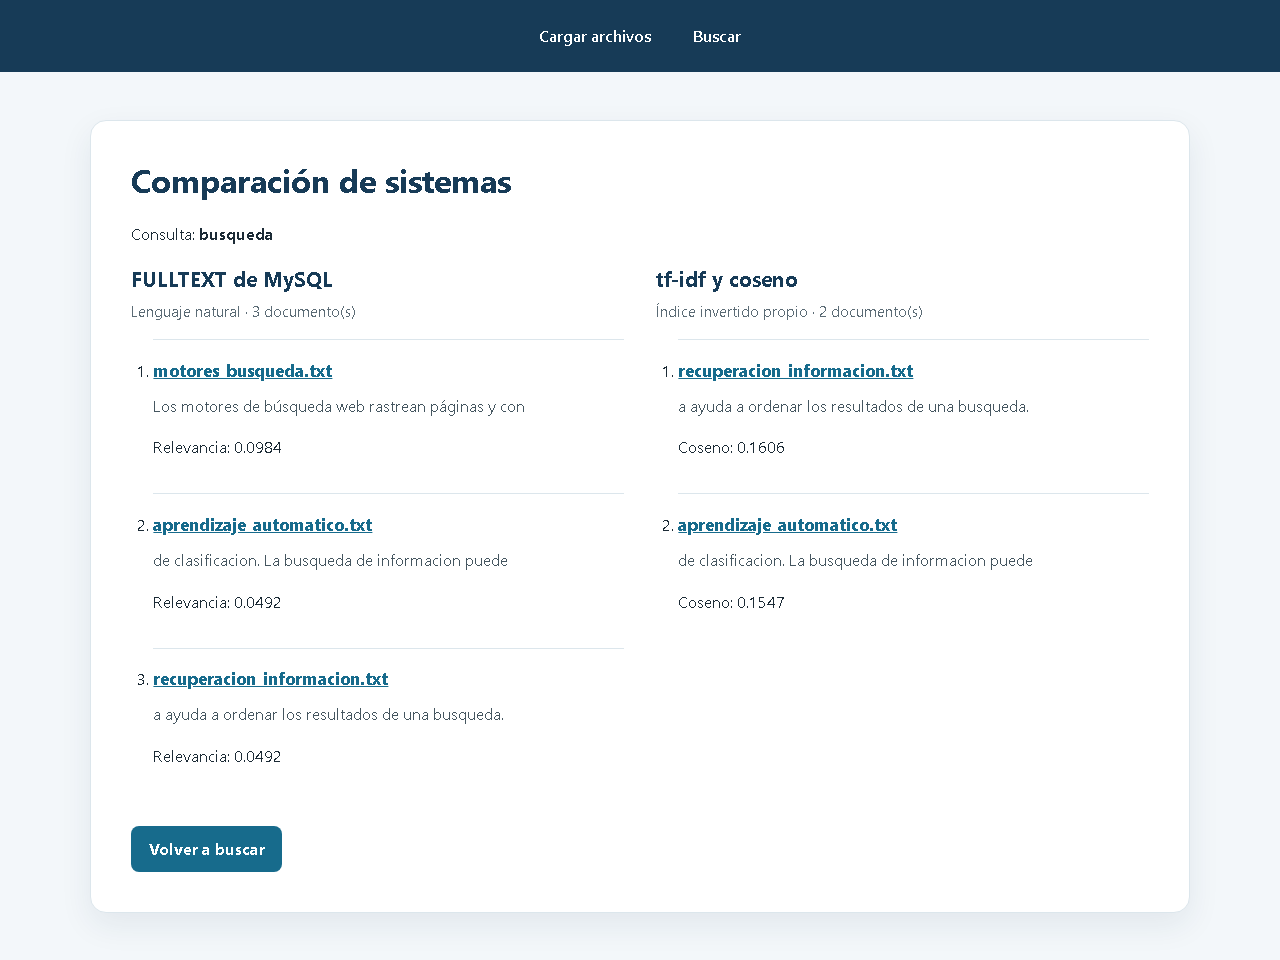 Cargar archivos Buscar
Comparación de sistemas
Consulta: busqueda
FULLTEXT de MySQL
Lenguaje natural · 3 documento(s)
1. motores_busqueda.txt
Los motores de búsqueda web rastrean páginas y con
Relevancia: 0.0984
2. aprendizaje_automatico.txt
de clasificacion. La busqueda de informacion puede
Relevancia: 0.0492
3. recuperacion_informacion.txt
a ayuda a ordenar los resultados de una busqueda.
Relevancia: 0.0492
tf-idf y coseno
Índice invertido propio · 2 documento(s)
1. recuperacion_informacion.txt
a ayuda a ordenar los resultados de una busqueda.
Coseno: 0.1606
2. aprendizaje_automatico.txt
de clasificacion. La busqueda de informacion puede
Coseno: 0.1547
Volver a buscar